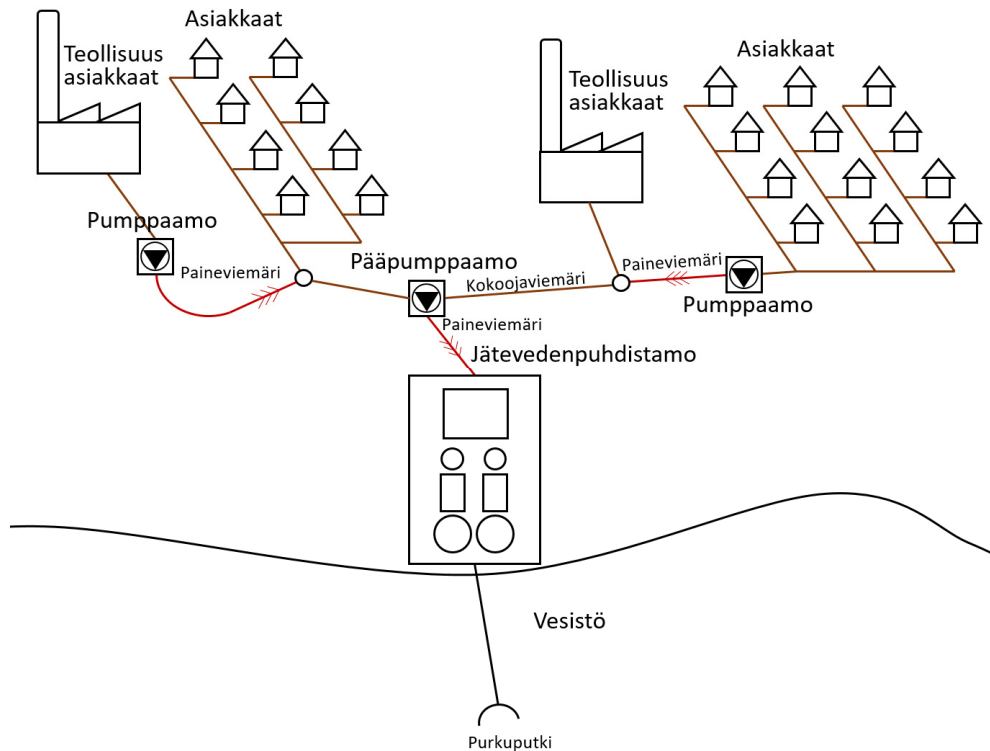 Asiakkaat
Teollisuus
asiakkaat
Asiakkaat
Teollisuus
asiakkaat
Pumppaamo
Paineviemäri
Pääpumppaamo
Kokoojaviemäri
Paineviemäri
Pumppaamo
Paineviemäri
Jätevedenpuhdistamo
Vesistö
Purkuputki